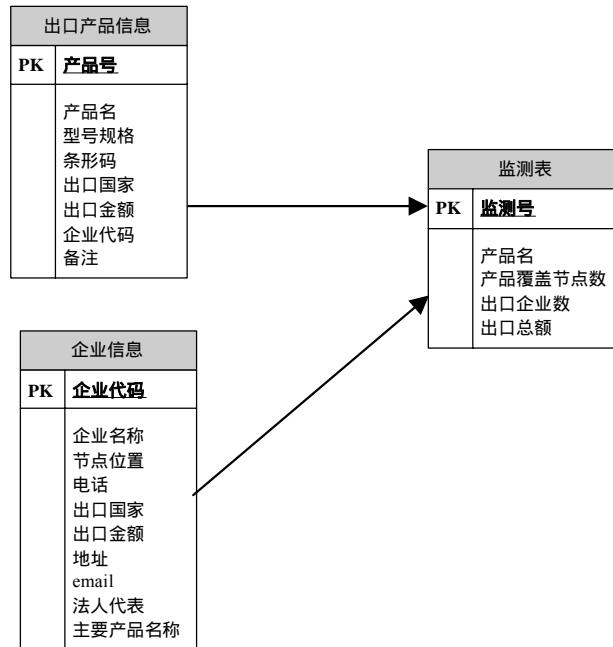 出口产品信息
PK 产品号
产品名
型号规格
条形码
出口国家
出口金额
企业代码
备注
监测表
PK 监测号
产品名
产品覆盖节点数
出口企业数
出口总额
企业信息
PK 企业代码
企业名称
节点位置
电话
出口国家
出口金额
地址
email
法人代表
主要产品名称